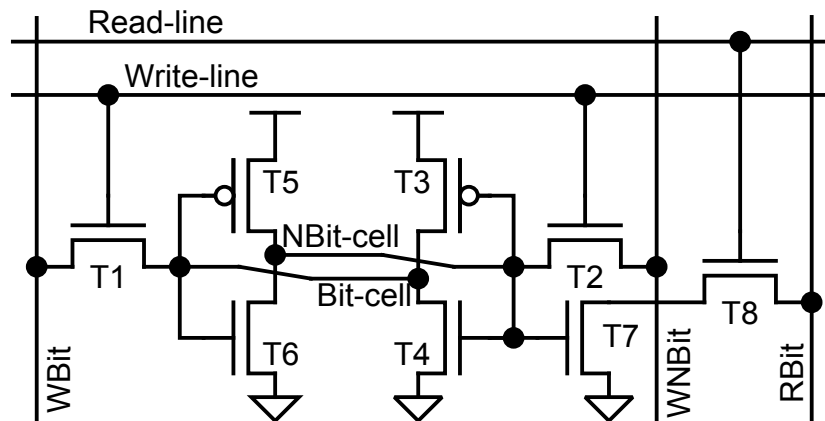 Read-line
Write-line
T5
T3
NBit-cell
T1
Bit-cell
T2
T8
T6
T4
T7
WBit
WNBit
RBit